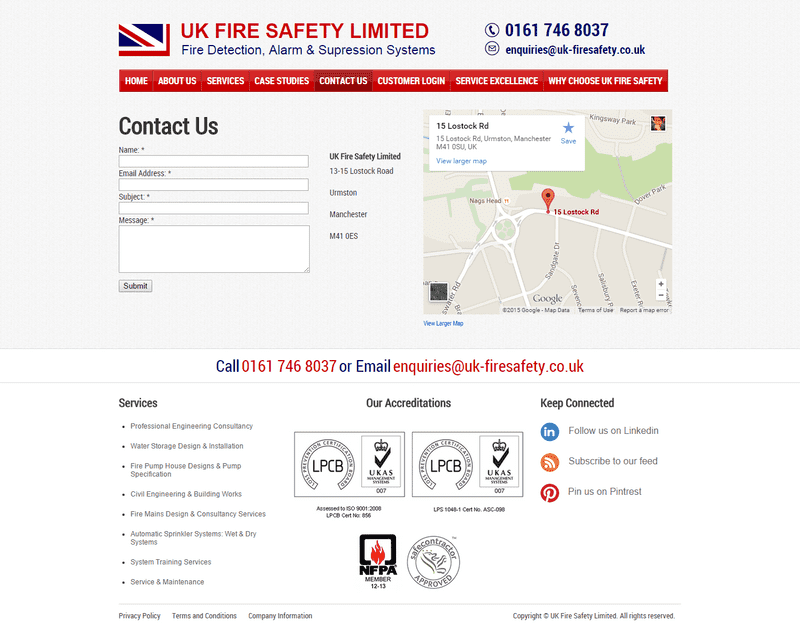 UK FIRE SAFETY LIMITED
Fire Detection, Alarm & Supression Systems
0161 746 8037
enquiries@uk-firesafety.co.uk
HOME ABOUT US SERVICES CASE STUDIES CONTACT US CUSTOMER LOGIN SERVICE EXCELLENCE WHY CHOOSE UK FIRE SAFETY
Contact Us
Name: *
Email Address: *
Subject: *
Message: *
Submit
UK Fire Safety Limited
13-15 Lostock Road
Urmston
Manchester
M41 0ES
15 Lostock Rd
15 Lostock Rd, Urmston, Manchester
M41 0SU, UK
View larger map
Save
Kingsway Park
Dover Park
Nags Head
15 Lostock Rd
Sandgate Dr
Salisbury
Exeter
Google
©2015 Google - Map Data Terms of Use Report a map error
View Larger Map
Call 0161 746 8037 or Email enquiries@uk-firesafety.co.uk
Services
Professional Engineering Consultancy
Water Storage Design & Installation
Fire Pump House Designs & Pump
Specification
Civil Engineering & Building Works
Fire Mains Design & Consultancy Services
Automatic Sprinkler Systems: Wet & Dry
Systems
System Training Services
Service & Maintenance
Our Accreditations
LOSS PREVENTION CERTIFICATION BOARD
LPCB
UKAS
MANAGEMENT
SYSTEMS
007
Assessed to ISO 9001:2008
LPCB Cert No. 856
LOSS PREVENTION CERTIFICATION BOARD
LPCB
UKAS
MANAGEMENT
SYSTEMS
007
LPS 1048-1 Cert No. ASC-098
NFPA
MEMBER
12-13
safecontractor
APPROVED
Keep Connected
Follow us on Linkedin
Subscribe to our feed
Pin us on Pintrest
Privacy Policy Terms and Conditions Company Information
Copyright © UK Fire Safety Limited. All rights reserved.